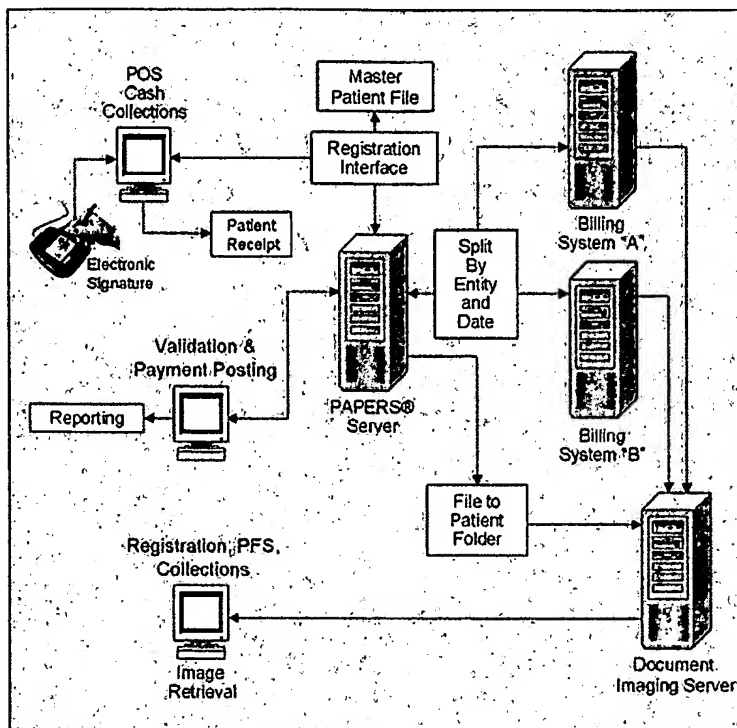 POS
Cash
Collections
Master
Patient File
Registration
Interface
Patient
Receipt
Electronic
Signature
Split
By
Entity
and
Date
Billing
System "A",
Validation &
Payment Posting
Reporting
PAPERS®
Server
Billing
System "B"
File to
Patient
Folder
Registration, PFS,
Collections
Image
Retrieval
Document
Imaging Server